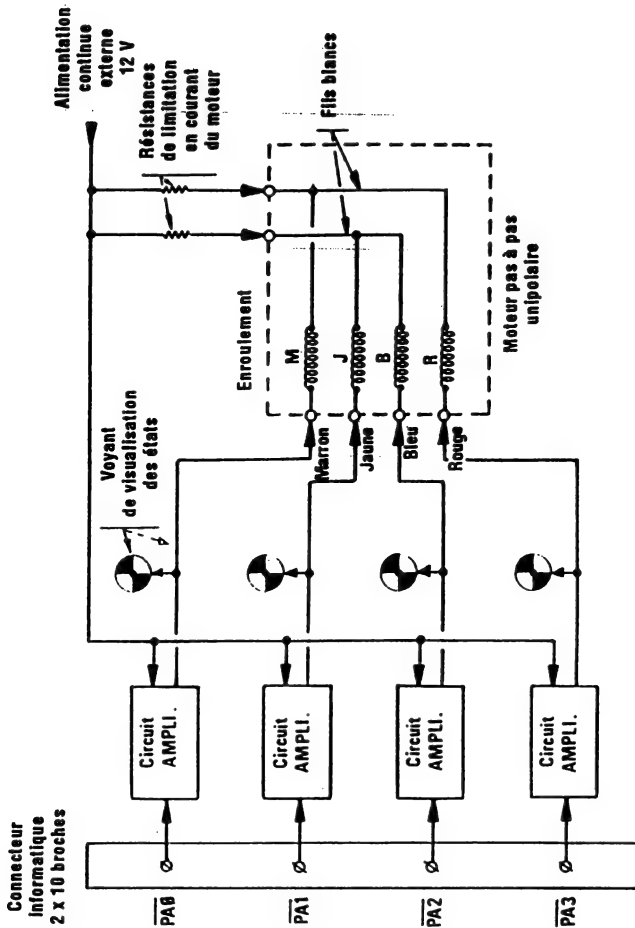 Connecteur
Informatique
2 x 10 broches
PA0
PA1
PA2
PA3
Circuit
AMPLI.
Circuit
AMPLI.
Circuit
AMPLI.
Circuit
AMPLI.
Voyant
de visualisation
des états
Marron
Jaune
Bleu
Rouge
Enroulement
M
J
B
R
Moteur pas à pas
unipolaire
Fils blancs
Résistances
de limitation
en courant
du moteur
Alimentation
continue
externe
12 V